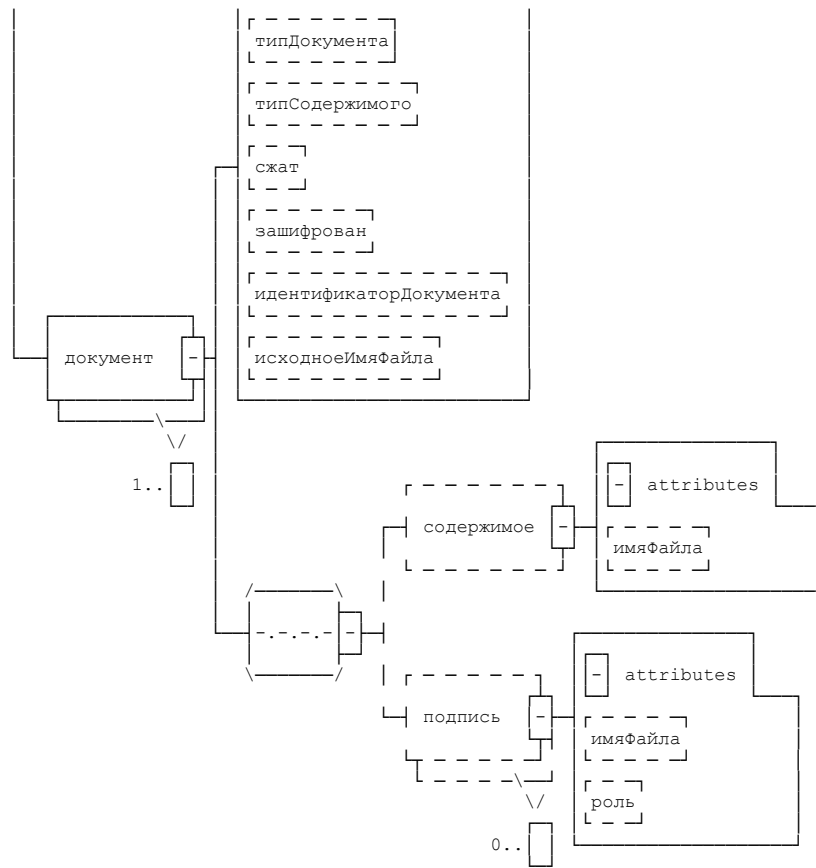 типДокумента
типСодержимого
сжат
зашифрован
идентификаторДокумента
документ -
исходноеИмяФайла
1..
- attributes
содержимое -
имяФайла
-.-.-.- -
- attributes
подпись -
имяФайла
роль
0..